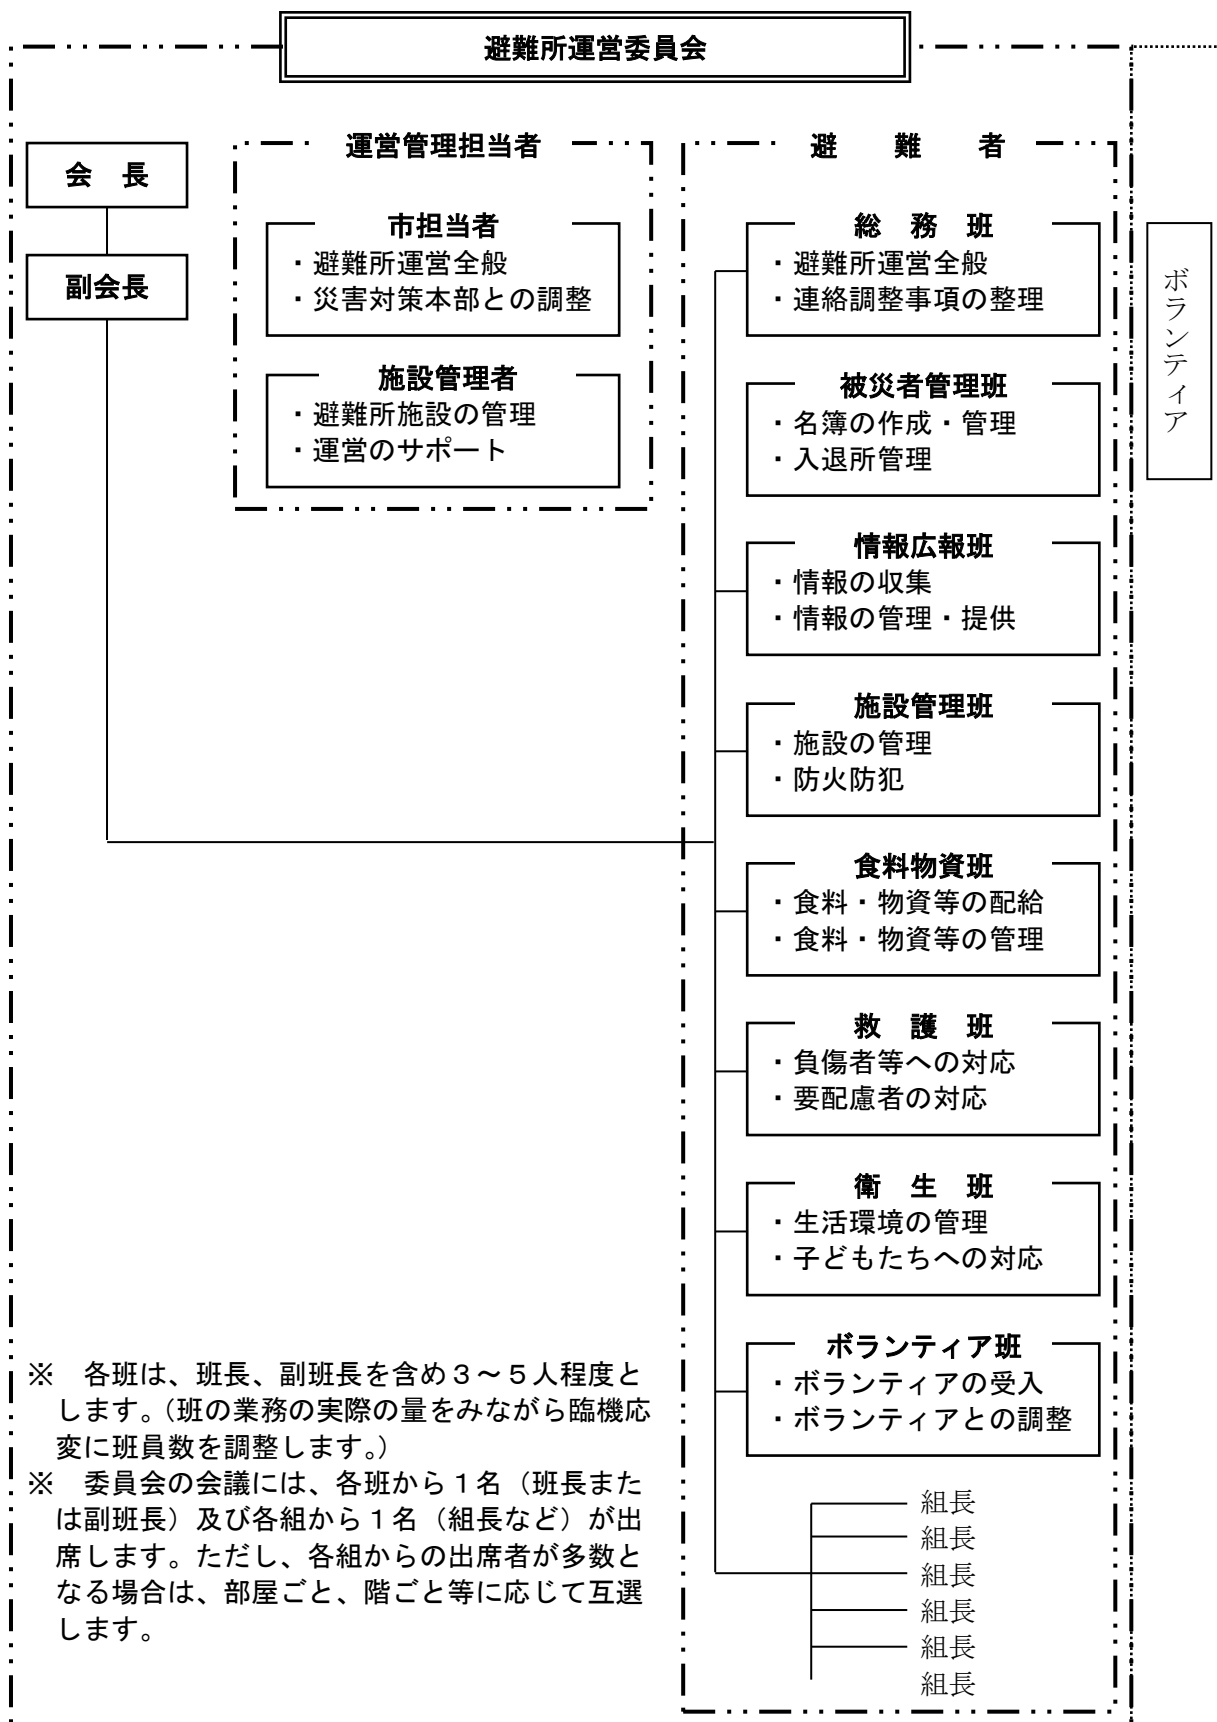 避難所運営委員会
会　長
副会長
運営管理担当者
市担当者
・避難所運営全般
・災害対策本部との調整
施設管理者
・避難所施設の管理
・運営のサポート
避　難　者
総　務　班
・避難所運営全般
・連絡調整事項の整理
被災者管理班
・名簿の作成・管理
・入退所管理
情報広報班
・情報の収集
・情報の管理・提供
施設管理班
・施設の管理
・防火防犯
食料物資班
・食料・物資等の配給
・食料・物資等の管理
救　護　班
・負傷者等への対応
・要配慮者の対応
衛　生　班
・生活環境の管理
・子どもたちへの対応
ボランティア班
・ボランティアの受入
・ボランティアとの調整
組長
組長
組長
組長
組長
組長
ボランティア
※　各班は、班長、副班長を含め３～５人程度と
します。（班の業務の実際の量をみながら臨機応
変に班員数を調整します。）
※　委員会の会議には、各班から１名（班長また
は副班長）及び各組から１名（組長など）が出
席します。ただし、各組からの出席者が多数と
なる場合は、部屋ごと、階ごと等に応じて互選
します。